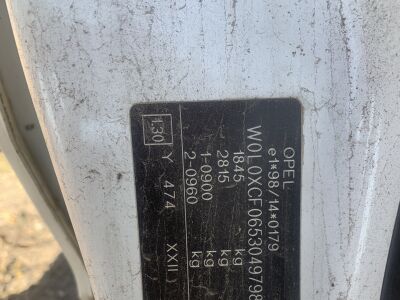 OPEL
e1*98/14*0179
W0L0XCF0653049798
1845 kg
2815 kg
1-0900 kg
2-0960 kg
130 Y 474 XXII